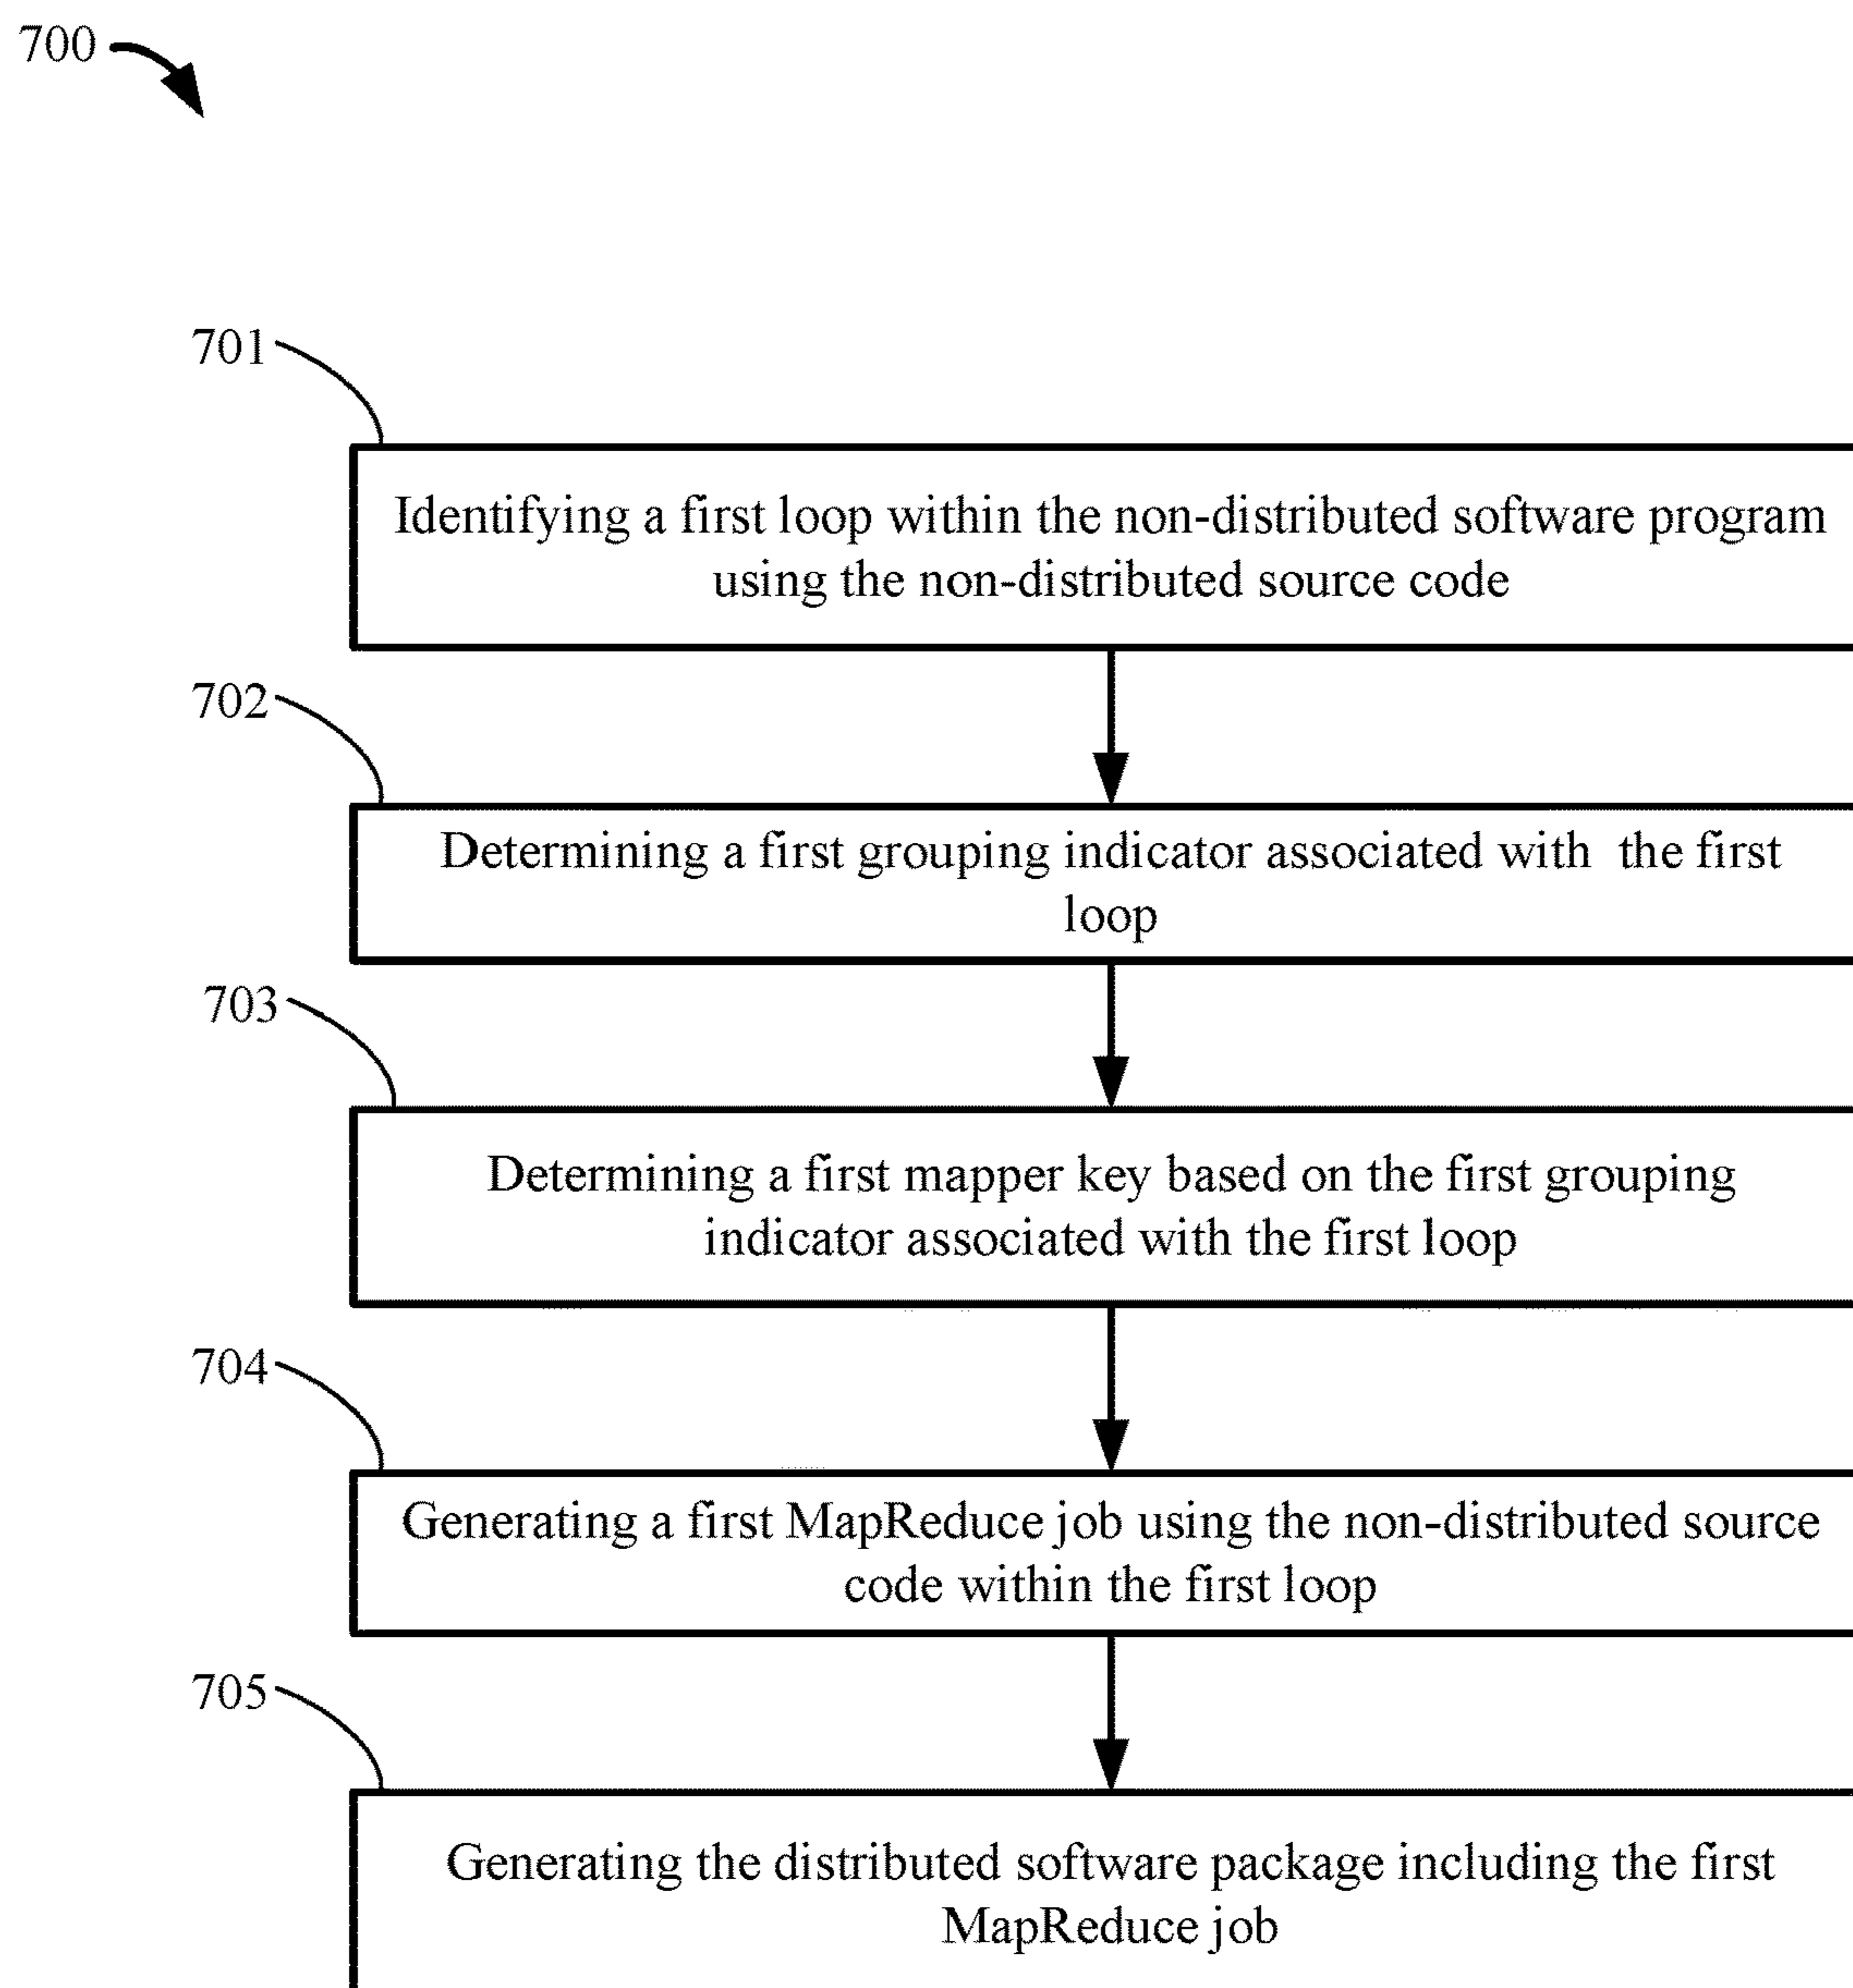 700
701
Identifying a first loop within the non-distributed software program
using the non-distributed source code
702
Determining a first grouping indicator associated with the first
loop
703
Determining a first mapper key based on the first grouping
indicator associated with the first loop
704
Generating a first MapReduce job using the non-distributed source
code within the first loop
705
Generating the distributed software package including the first
MapReduce job